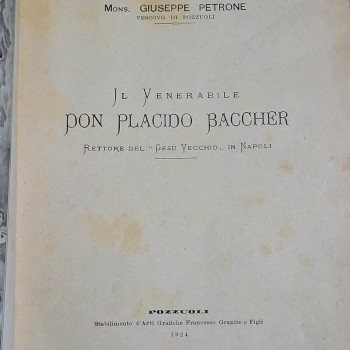 Mons. GIUSEPPE PETRONE
VESCOVO DI POZZUOLI
Il Venerabile
DON PLACIDO BACCHER
Rettore del "Gesù Vecchio„ in Napoli
POZZUOLI
Stabilimento d'Arti Grafiche Francesco Granito e Figli
1924